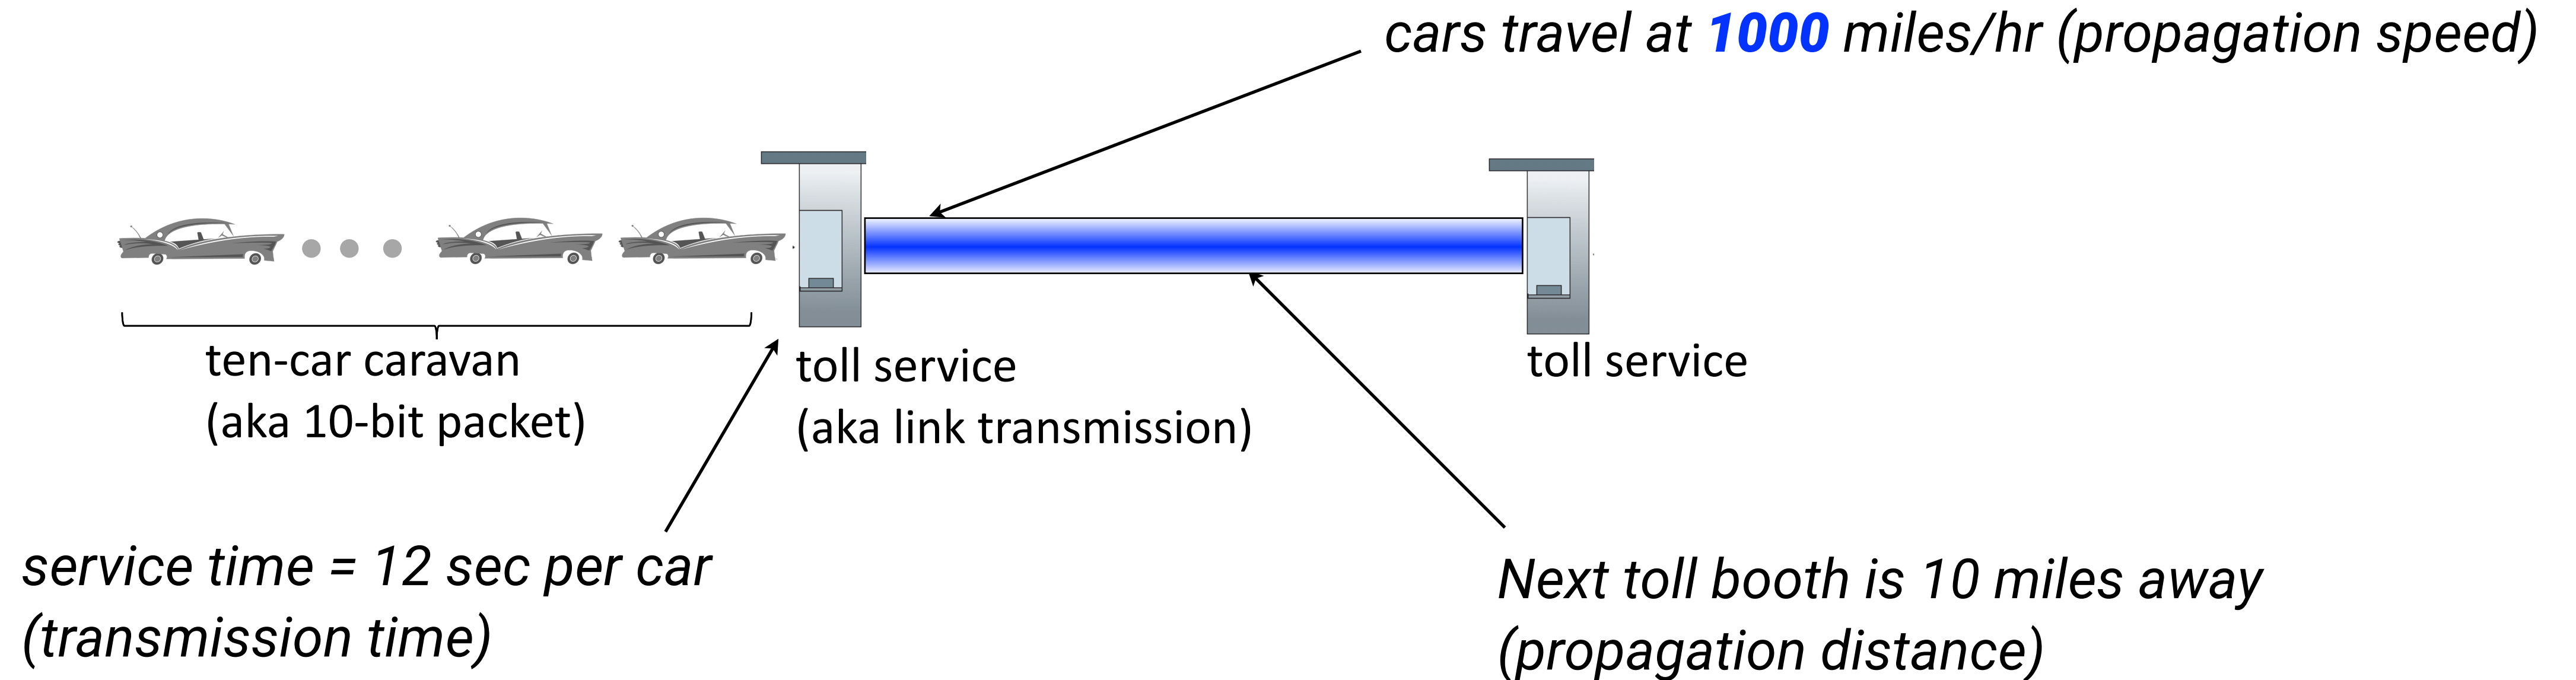 cars travel at 1000 miles/hr (propagation speed)
ten-car caravan
(aka 10-bit packet)
toll service
(aka link transmission)
toll service
service time = 12 sec per car
(transmission time)
Next toll booth is 10 miles away
(propagation distance)